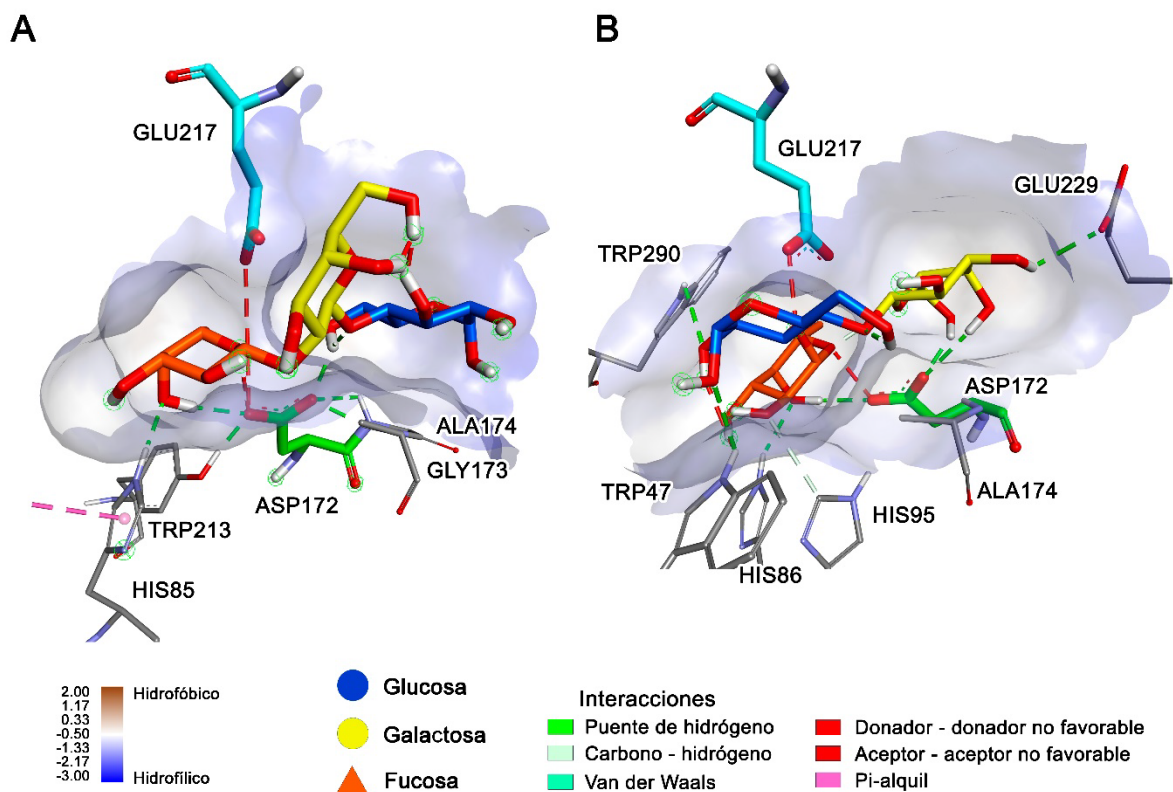 A
GLU217
ALA174
GLY173
ASP172
TRP213
HIS85
B
GLU217
GLU229
TRP290
ASP172
TRP47
ALA174
HIS95
HIS86
2.00
1.17
0.33
-0.50
-1.33
-2.17
-3.00
Hidrofóbico
Hidrofílico
Glucosa
Galactosa
Fucosa
Interacciones
Puente de hidrógeno
Carbono - hidrógeno
Van der Waals
Donador - donador no favorable
Aceptor - aceptor no favorable
Pi-alquil